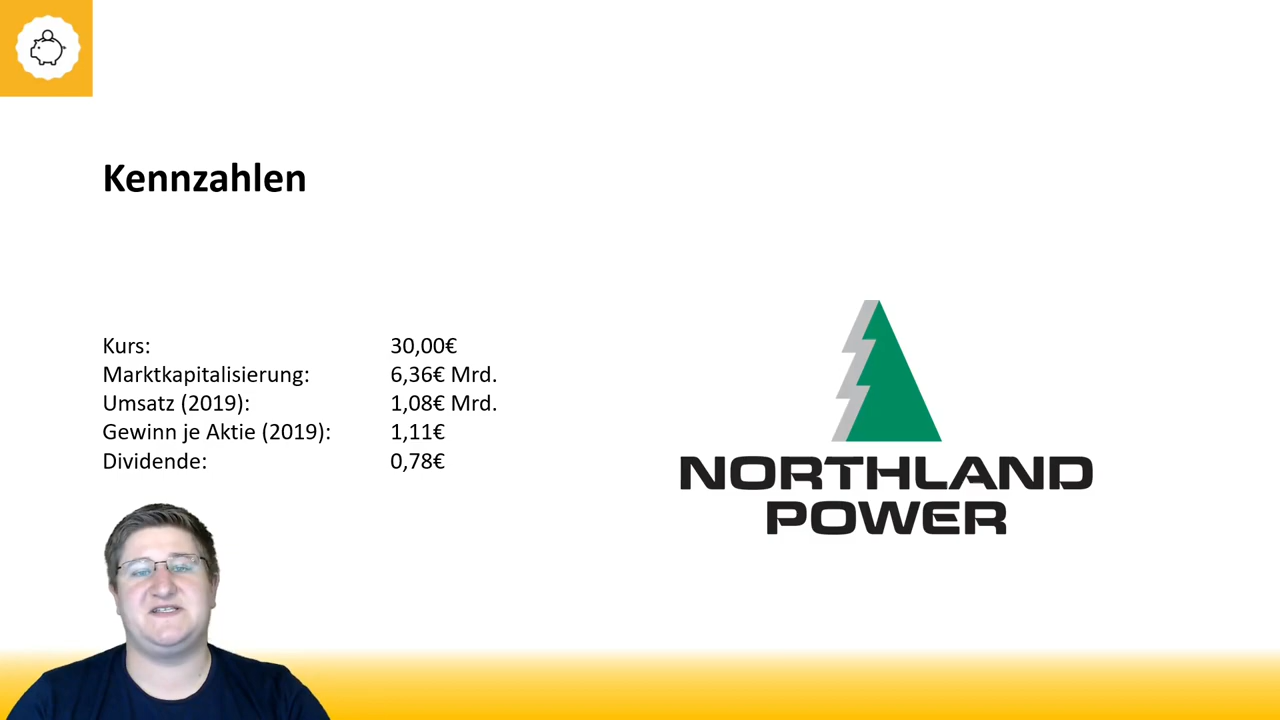 Kennzahlen
Kurs: 30,00€
Marktkapitalisierung: 6,36€ Mrd.
Umsatz (2019): 1,08€ Mrd.
Gewinn je Aktie (2019): 1,11€
Dividende: 0,78€
NORTHLAND
POWER